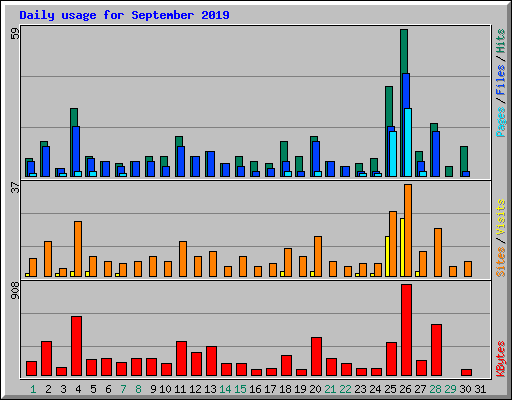 Daily usage for September 2019
59
Pages / Files / Hits
37
Sites / Visits
908
KBytes
1 2 3 4 5 6 7 8 9 10 11 12 13 14 15 16 17 18 19 20 21 22 23 24 25 26 27 28 29 30 31